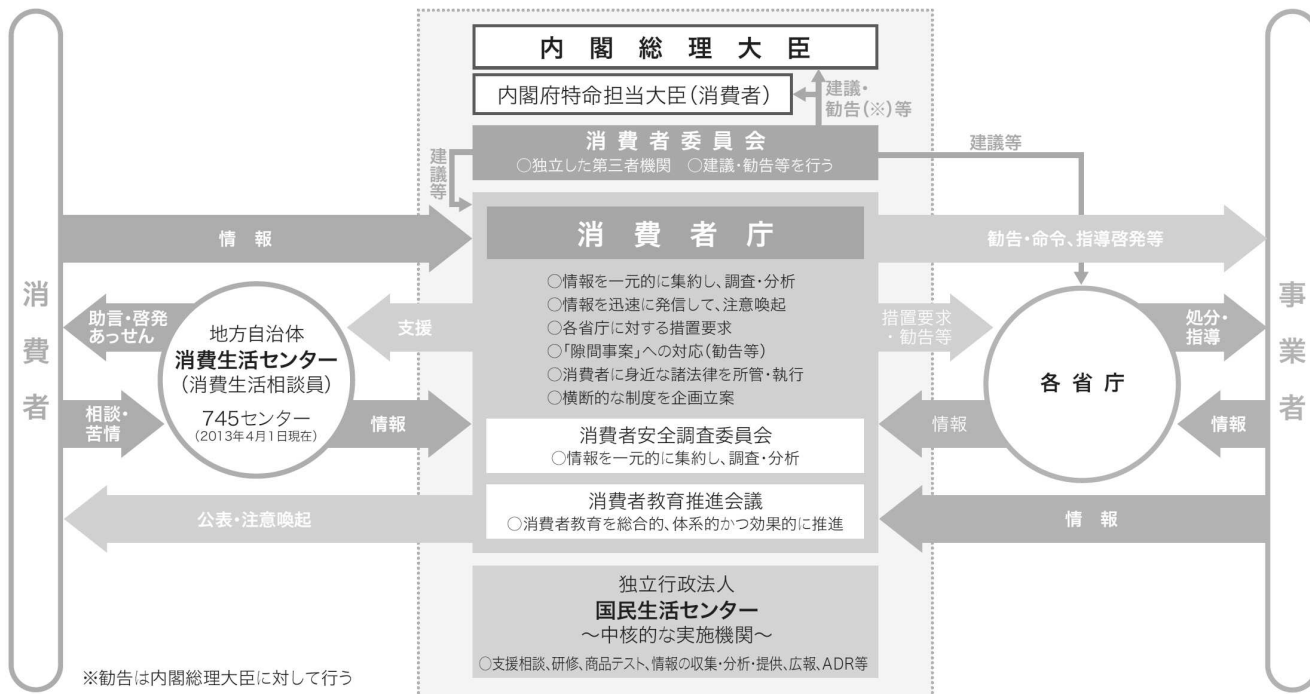 内閣総理大臣
内閣府特命担当大臣(消費者)
建議・
勧告(※)等
消費者委員会
○独立した第三者機関 ○建議・勧告等を行う
建議等
建議等
消費者
事業者
情報
消費者庁
勧告・命令、指導啓発等
○情報を一元的に集約し、調査・分析
○情報を迅速に発信して、注意喚起
○各省庁に対する措置要求
○「隙間事案」への対応(勧告等)
○消費者に身近な諸法律を所管・執行
○横断的な制度を企画立案
助言・啓発
あっせん
地方自治体
消費生活センター
(消費生活相談員)
745センター
(2013年4月1日現在)
支援
措置要求
・勧告等
各省庁
処分・
指導
相談・
苦情
情報
情報
情報
消費者安全調査委員会
○情報を一元的に集約し、調査・分析
消費者教育推進会議
○消費者教育を総合的、体系的かつ効果的に推進
公表・注意喚起
情報
独立行政法人
国民生活センター
〜中核的な実施機関〜
○支援相談、研修、商品テスト、情報の収集・分析・提供、広報、ADR等
※勧告は内閣総理大臣に対して行う